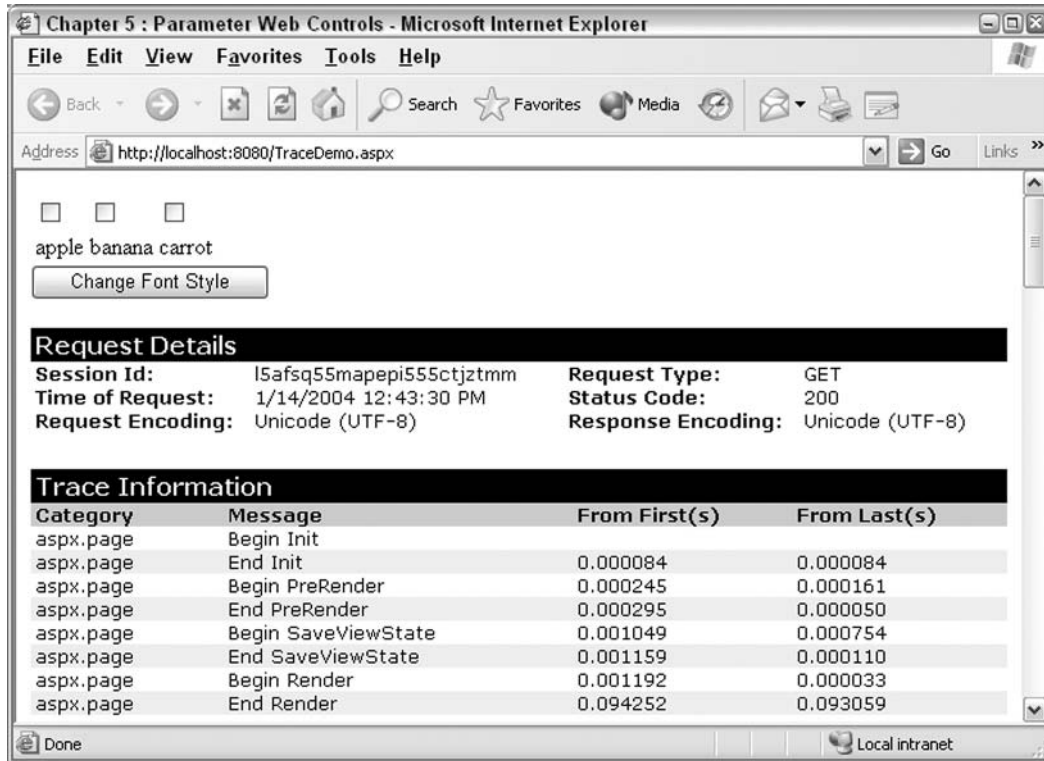 Chapter 5 : Parameter Web Controls - Microsoft Internet Explorer
File Edit View Favorites Tools Help
Back Search Favorites Media
Address http://localhost:8080/TraceDemo.aspx Go Links »
apple banana carrot
Change Font Style
Request Details
Session Id: l5afsq55mapepi555ctjztmm Request Type: GET
Time of Request: 1/14/2004 12:43:30 PM Status Code: 200
Request Encoding: Unicode (UTF-8) Response Encoding: Unicode (UTF-8)
Trace Information
Category Message From First(s) From Last(s)
aspx.page Begin Init
aspx.page End Init 0.000084 0.000084
aspx.page Begin PreRender 0.000245 0.000161
aspx.page End PreRender 0.000295 0.000050
aspx.page Begin SaveViewState 0.001049 0.000754
aspx.page End SaveViewState 0.001159 0.000110
aspx.page Begin Render 0.001192 0.000033
aspx.page End Render 0.094252 0.093059
Done Local intranet